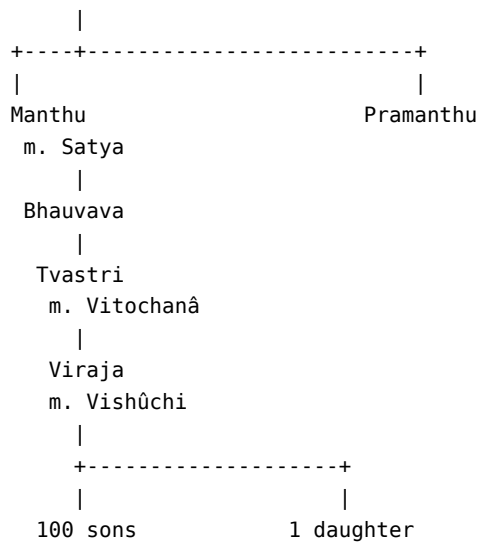 Manthu Pramanthu
m. Satya
Bhauvava
Tvastri
m. Vitochanâ
Viraja
m. Vishûchi
100 sons 1 daughter